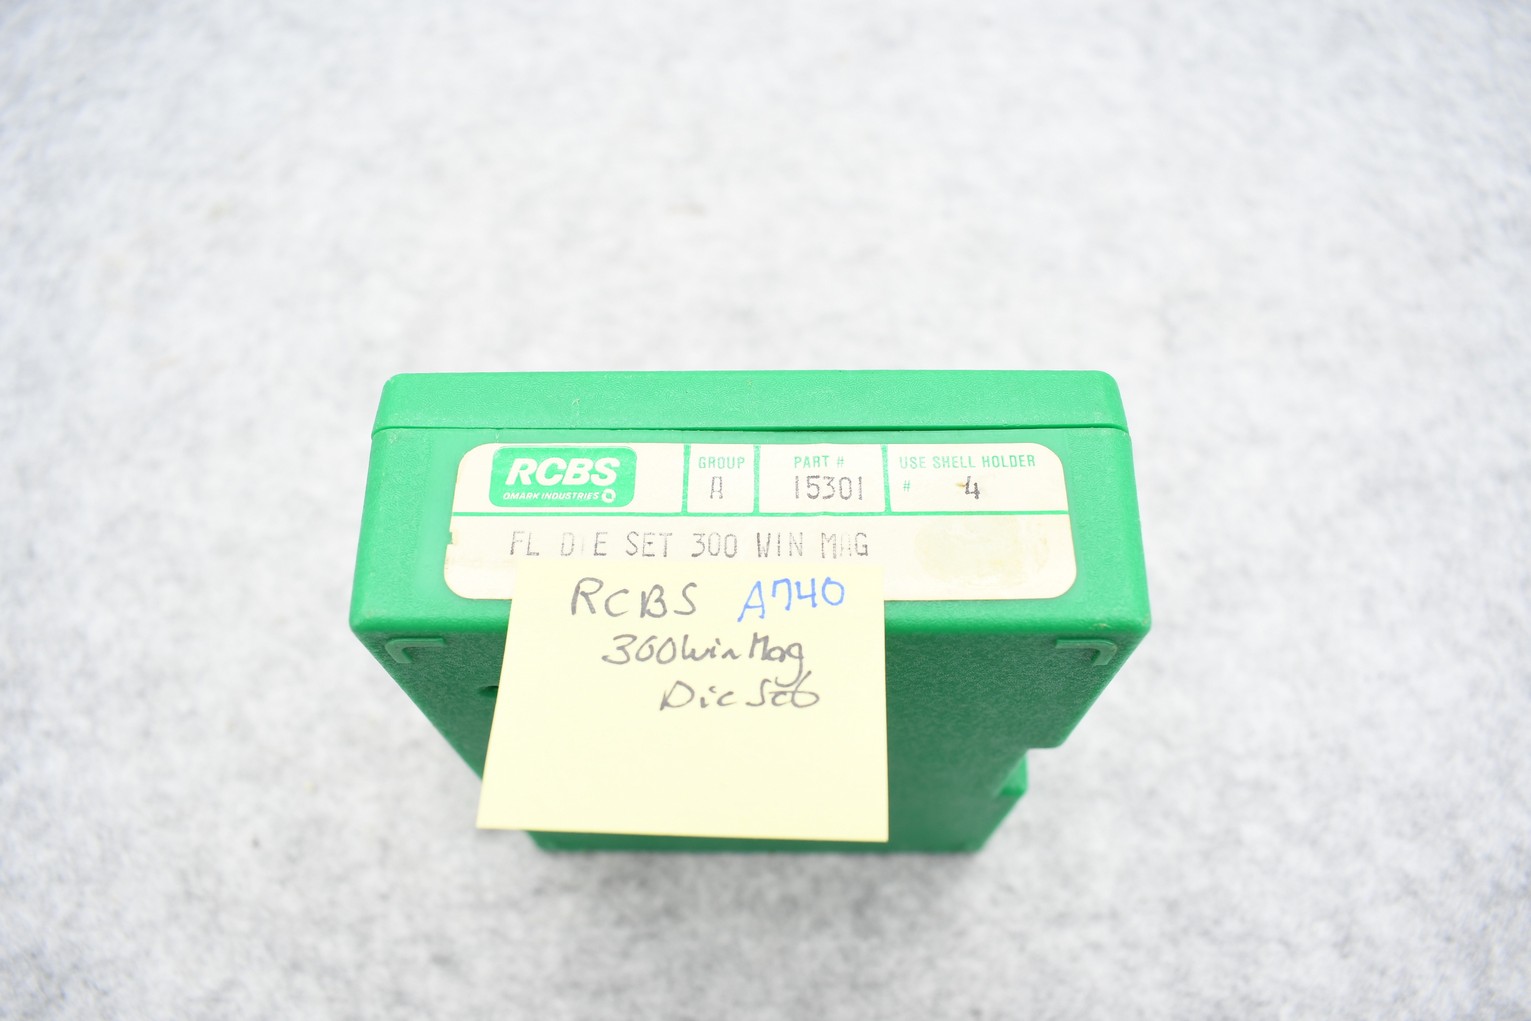 RCBS
OMARK INDUSTRIES
GROUP
A
PART #
15301
USE SHELL HOLDER
# 4
FL DIE SET 300 WIN MAG
RCBS A740
300 Win Mag
Die Set